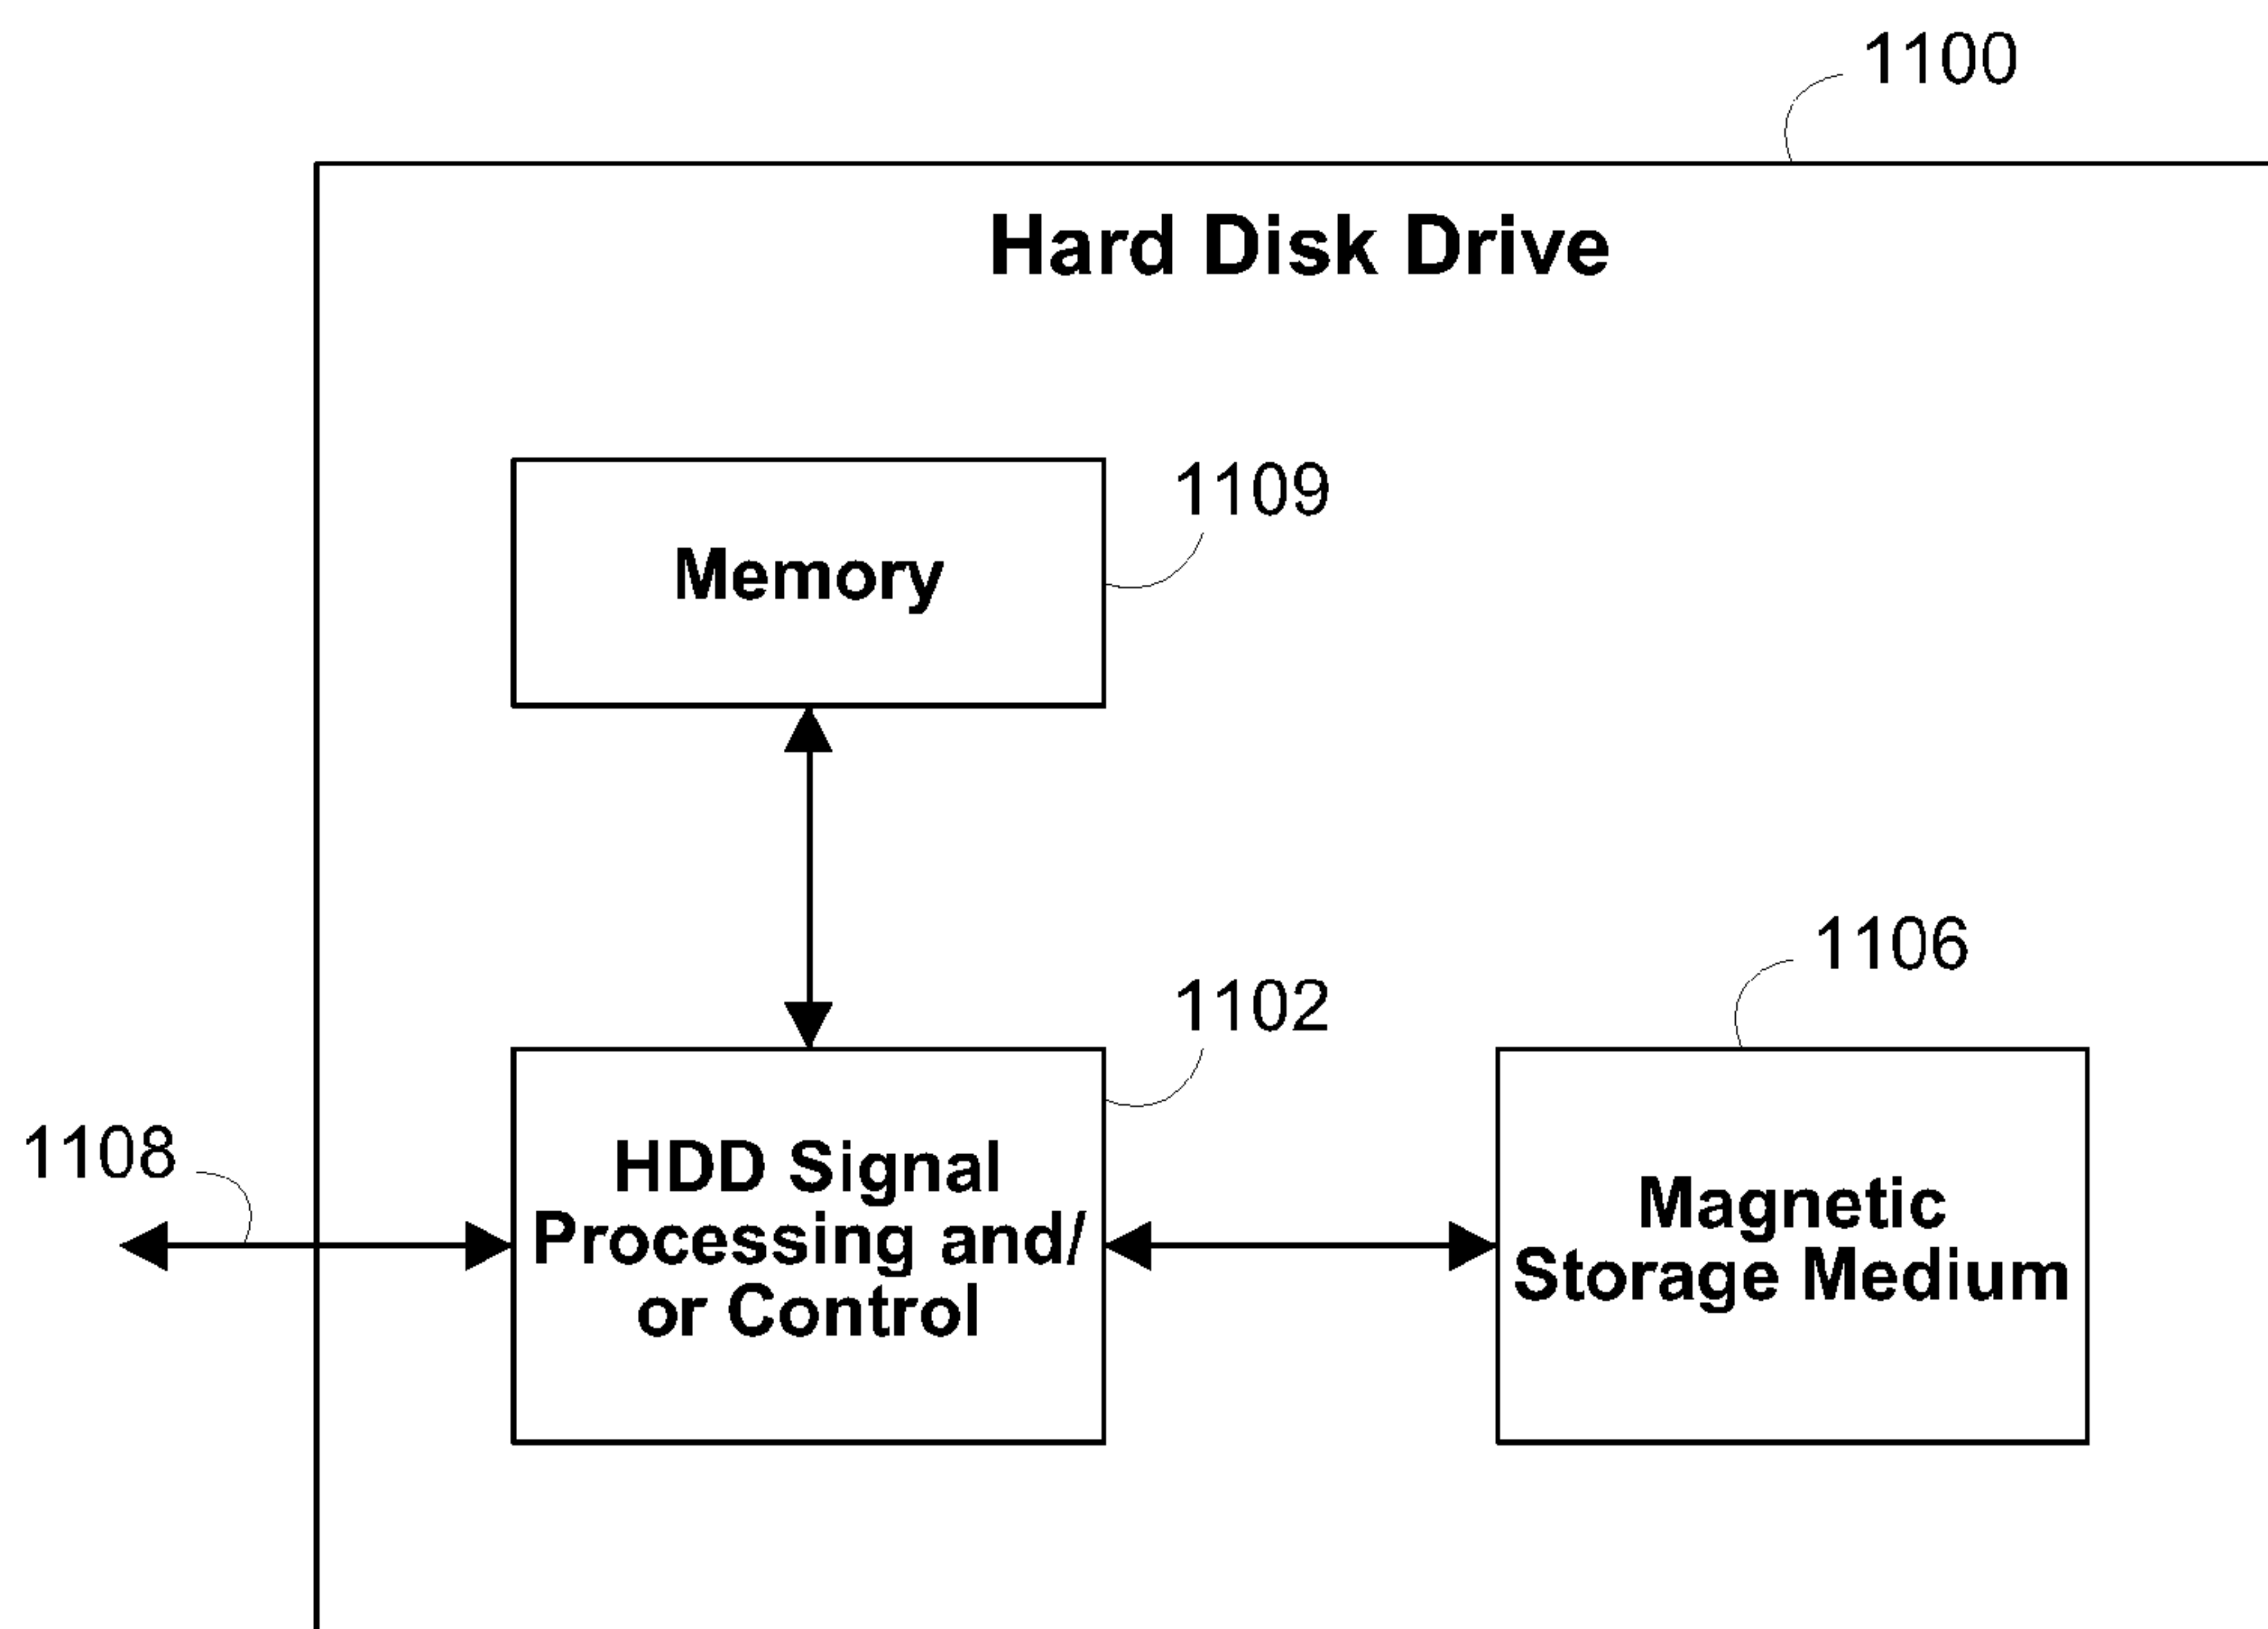 1100
Hard Disk Drive
1109
Memory
1106
1102
1108
HDD Signal
Processing and/
or Control
Magnetic
Storage Medium